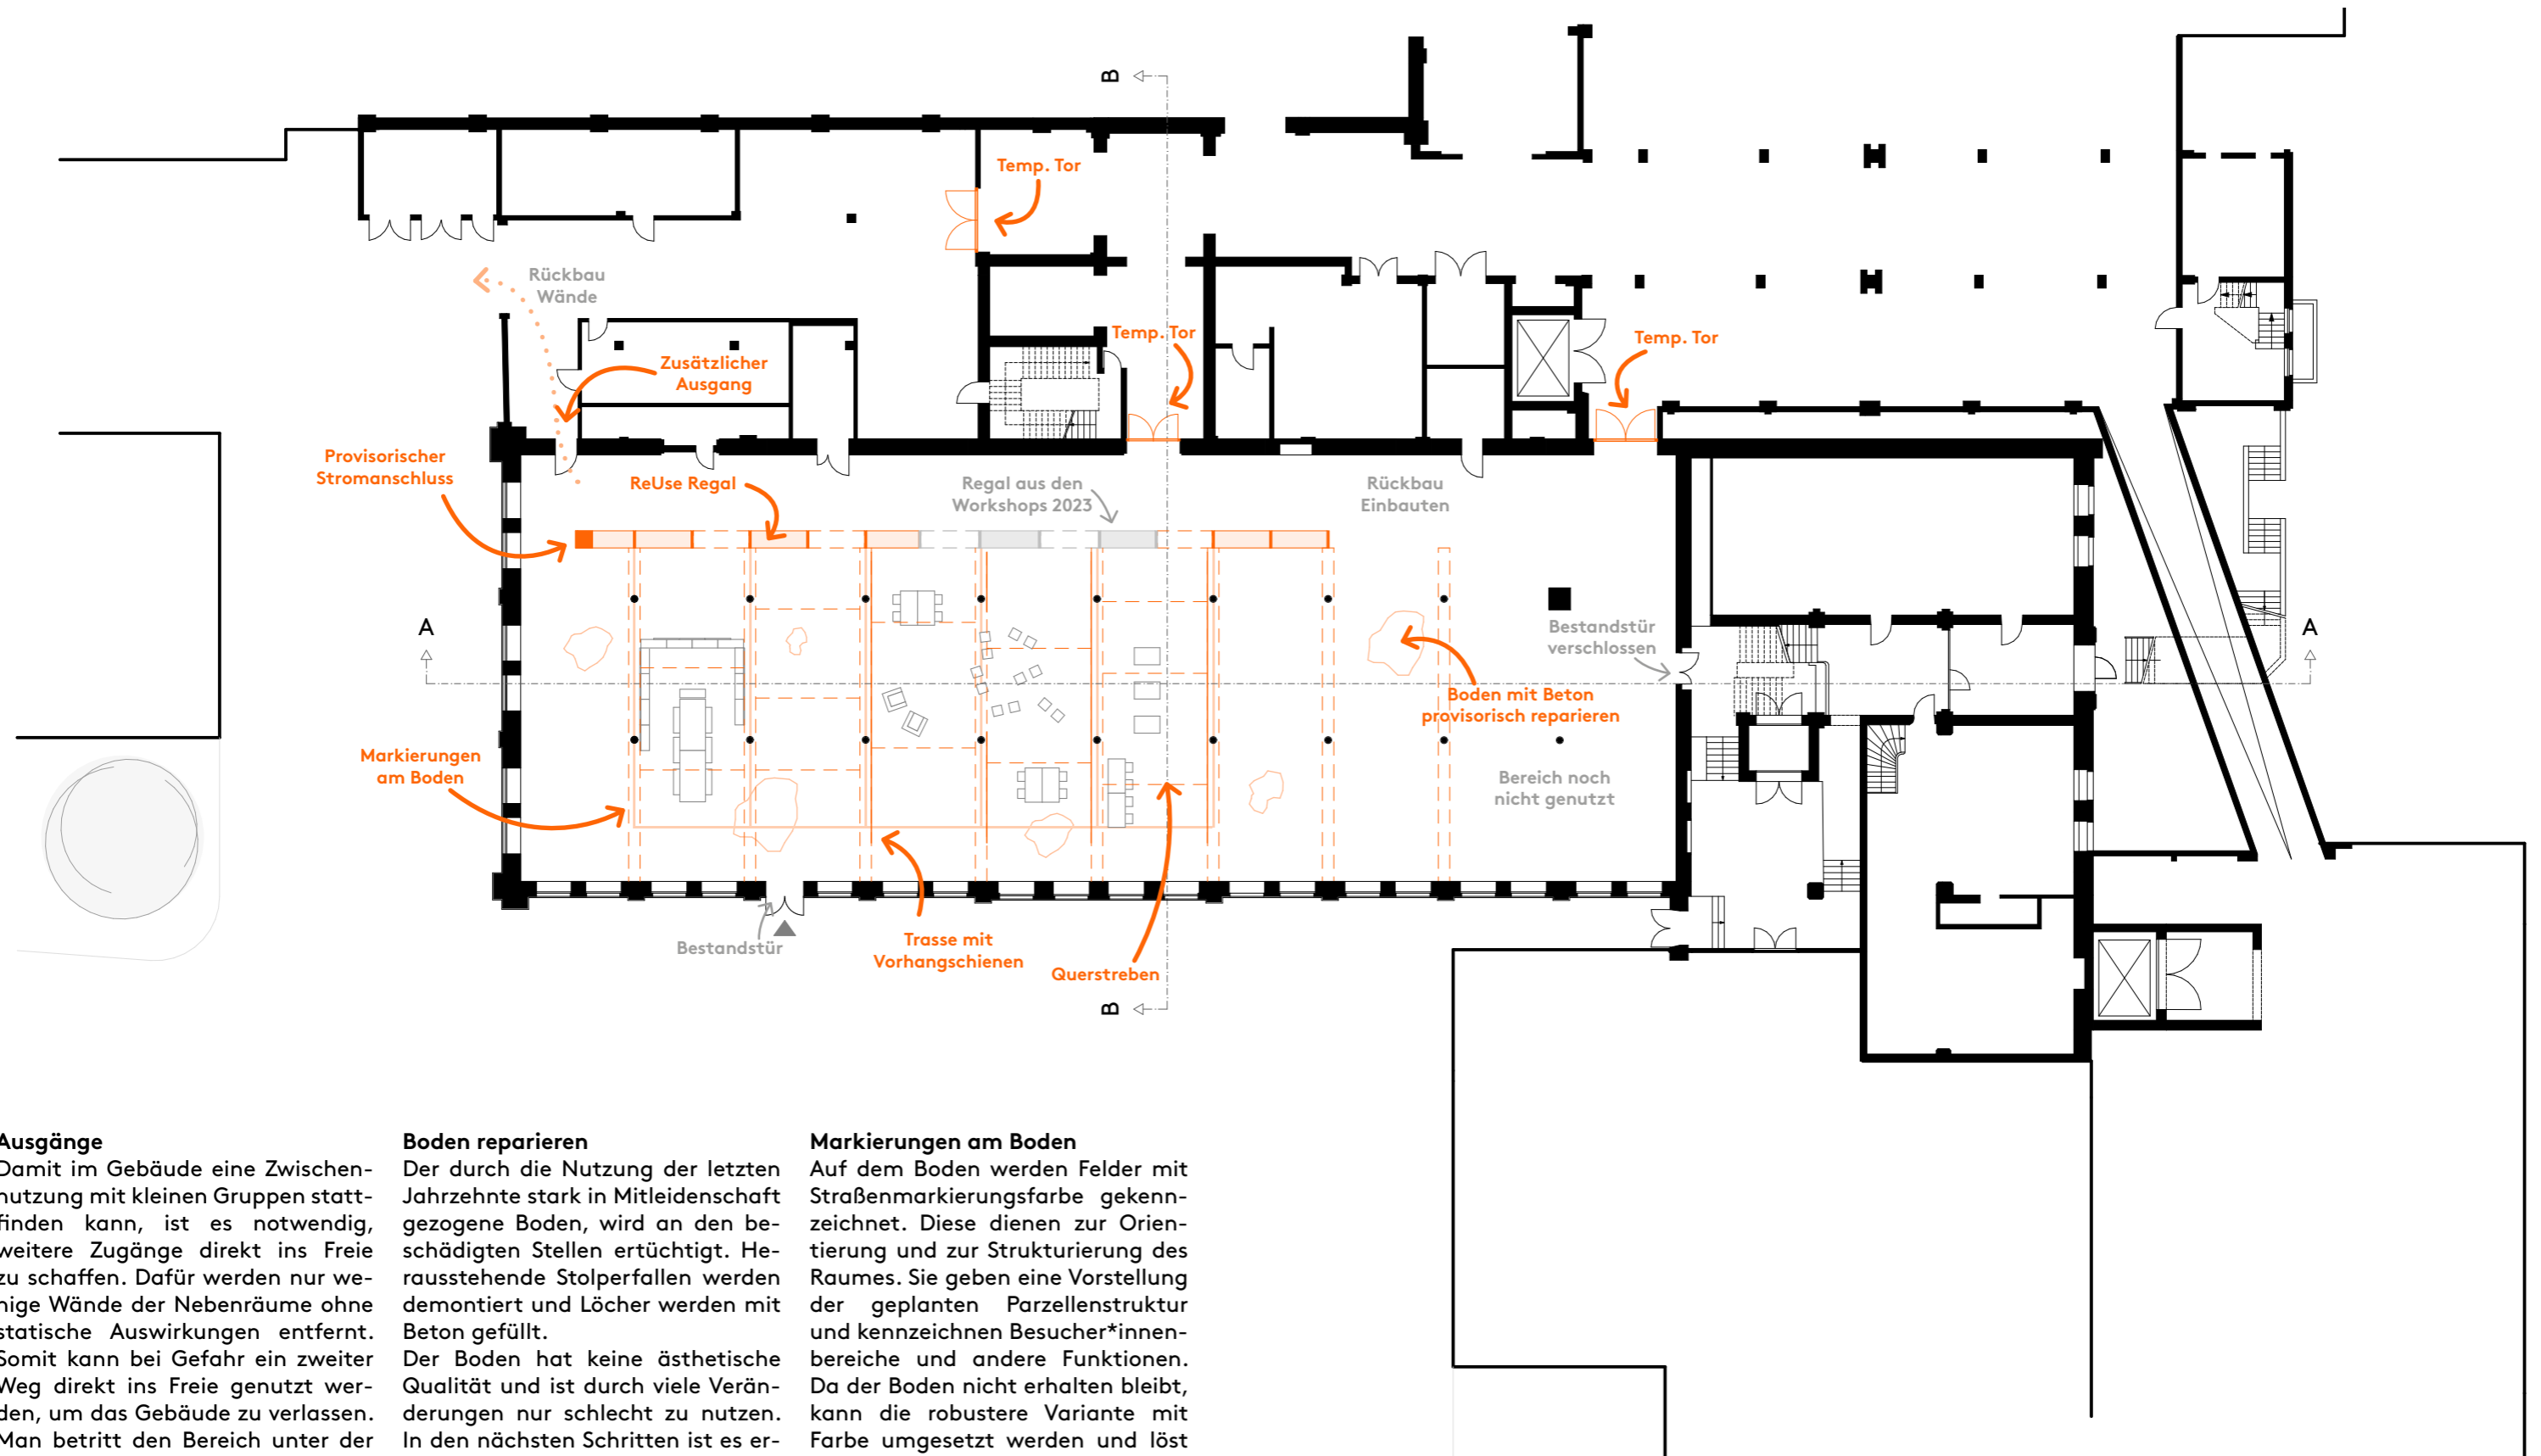 B
Temp. Tor
Rückbau
Wände
Temp. Tor
Temp. Tor
Zusätzlicher
Ausgang
Provisorischer
Stromanschluss
ReUse Regal
Regal aus den
Workshops 2023
Rückbau
Einbauten
A
Bestandstür
verschlossen
A
Boden mit Beton
provisorisch reparieren
Markierungen
am Boden
Bereich noch
nicht genutzt
Bestandstür
Trasse mit
Vorhangschienen
Querstreben
B
Ausgänge
Damit im Gebäude eine Zwischen-
nutzung mit kleinen Gruppen statt-
finden kann, ist es notwendig,
weitere Zugänge direkt ins Freie
zu schaffen. Dafür werden nur we-
nige Wände der Nebenräume ohne
statische Auswirkungen entfernt.
Somit kann bei Gefahr ein zweiter
Weg direkt ins Freie genutzt wer-
den, um das Gebäude zu verlassen.
Man betritt den Bereich unter der
Boden reparieren
Der durch die Nutzung der letzten
Jahrzehnte stark in Mitleidenschaft
gezogene Boden, wird an den be-
schädigten Stellen ertüchtigt. He-
rausstehende Stolperfallen werden
demontiert und Löcher werden mit
Beton gefüllt.
Der Boden hat keine ästhetische
Qualität und ist durch viele Verän-
derungen nur schlecht zu nutzen.
In den nächsten Schritten ist es er-
Markierungen am Boden
Auf dem Boden werden Felder mit
Straßenmarkierungsfarbe gekenn-
zeichnet. Diese dienen zur Orien-
tierung und zur Strukturierung des
Raumes. Sie geben eine Vorstellung
der geplanten Parzellenstruktur
und kennzeichnen Besucher*innen-
bereiche und andere Funktionen.
Da der Boden nicht erhalten bleibt,
kann die robustere Variante mit
Farbe umgesetzt werden und löst